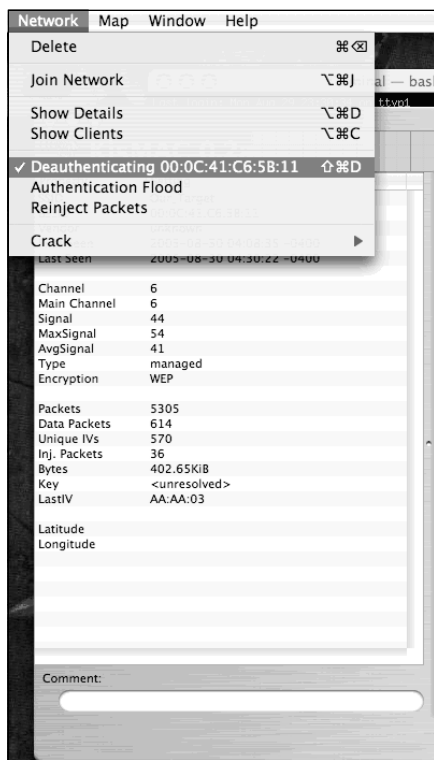 Network Map Window Help
Delete ⌘⌫
Join Network ⌥⌘J
Show Details ⌥⌘D
Show Clients ⌥⌘C
✓ Deauthenticating 00:0C:41:C6:5B:11 ⇧⌘D
Authentication Flood
Reinject Packets
Crack ▶
ttyp1
Last Seen 2005-08-30 04:30:22 -0400
Channel 6
Main Channel 6
Signal 44
MaxSignal 54
AvgSignal 41
Type managed
Encryption WEP
Packets 5305
Data Packets 614
Unique IVs 570
Inj. Packets 36
Bytes 402.65KiB
Key <unresolved>
LastIV AA:AA:03
Latitude
Longitude
Comment: